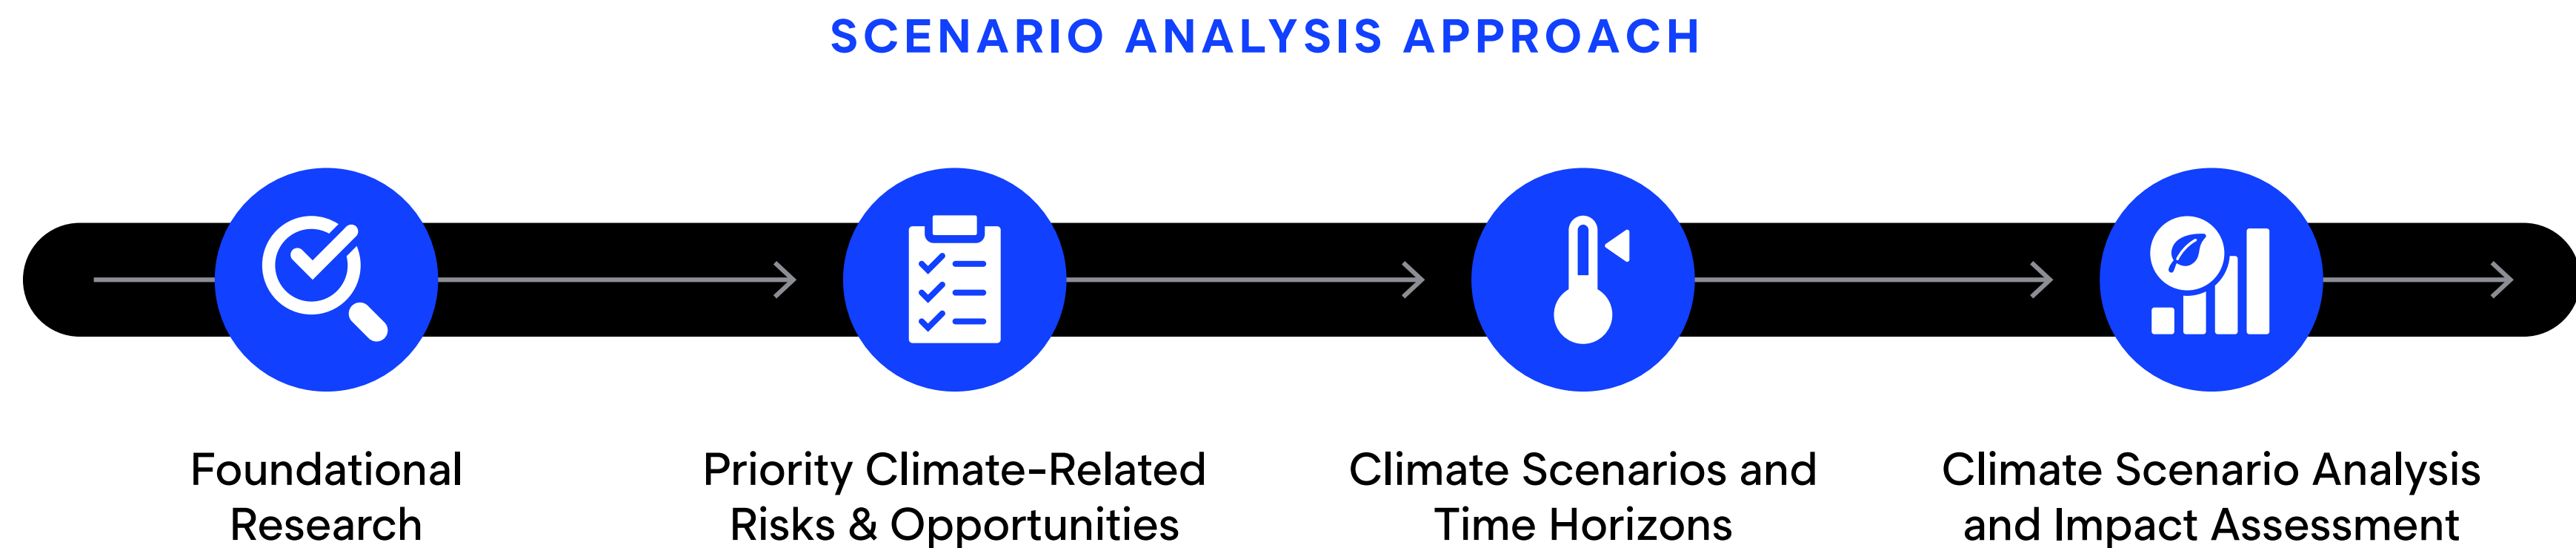 SCENARIO ANALYSIS APPROACH
Foundational
Research
Priority Climate-Related
Risks & Opportunities
Climate Scenarios and
Time Horizons
Climate Scenario Analysis
and Impact Assessment